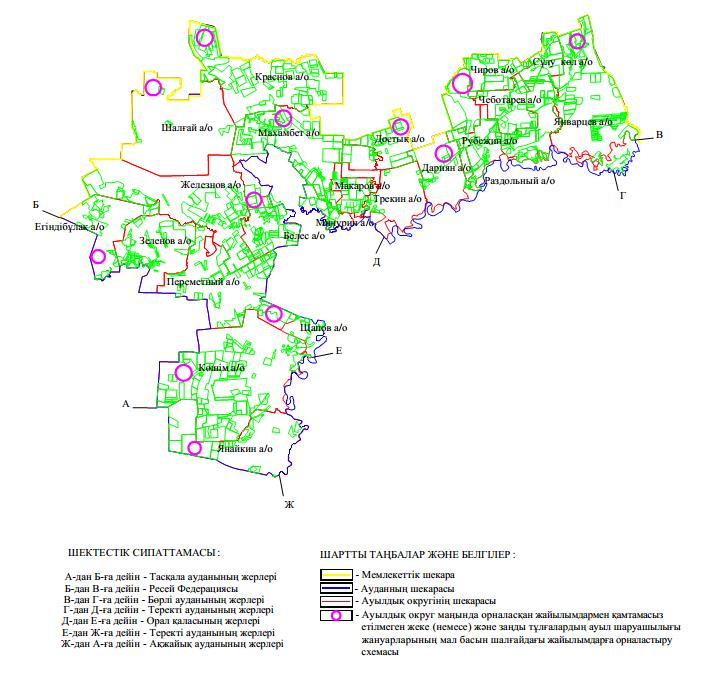 Краснов а/о
Чиров а/о
Сулу көл а/о
Чеботарев а/о
Шалғай а/о
Махамбет а/о
Достық а/о
Рубежин а/о
Январцев а/о
В
Дариян а/о
Раздольный а/о
Железнов а/о
Макаров а/о
Трекин а/о
Г
Б
Егіндібұлақ а/о
Зеленов а/о
Белес а/о
Мичурин а/о
Д
Переметный а/о
Щапов а/о
Е
Көшім а/о
А
Янайкин а/о
Ж
ШЕКТЕСТІК СИПАТТАМАСЫ :
А-дан Б-ға дейін - Тасқала ауданының жерлері
Б-дан В-ға дейін - Ресей Федерациясы
В-дан Г-ға дейін - Бөрлі ауданының жерлері
Г-дан Д-ға дейін - Теректі ауданының жерлері
Д-дан Е-ға дейін - Орал қаласының жерлері
Е-дан Ж-ға дейін - Теректі ауданының жерлері
Ж-дан А-ға дейін - Ақжайық ауданының жерлері
ШАРТТЫ ТАҢБАЛАР ЖӘНЕ БЕЛГІЛЕР :
- Мемлекеттік шекара
- Ауданның шекарасы
- Ауылдық округінің шекарасы
- Ауылдық округ маңында орналасқан жайылымдармен қамтамасыз
етілмеген жеке (немесе) және заңды тұлғалардың ауыл шаруашылығы
жануарларының мал басын шалғайдағы жайылымдарға орналастыру
схемасы